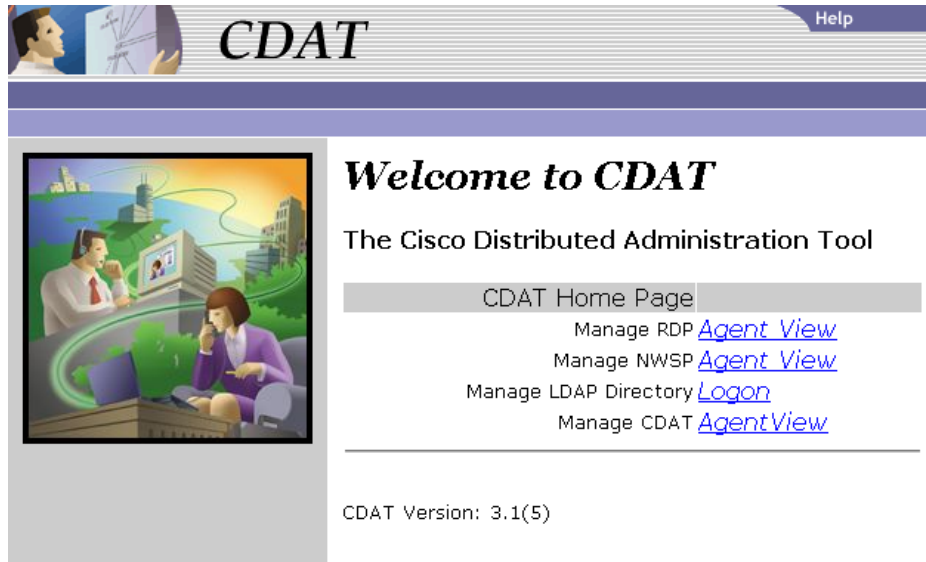 CDAT
Help
Welcome to CDAT
The Cisco Distributed Administration Tool
CDAT Home Page
Manage RDP Agent View
Manage NWSP Agent View
Manage LDAP Directory Logon
Manage CDAT AgentView
CDAT Version: 3.1(5)